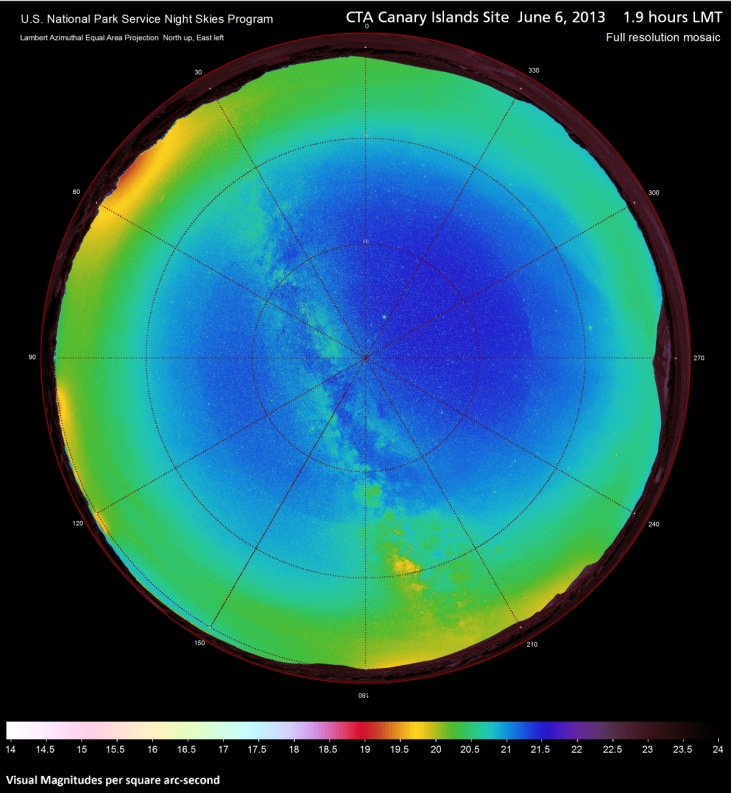 U.S. National Park Service Night Skies Program
CTA Canary Islands Site June 6, 2013 1.9 hours LMT
Lambert Azimuthal Equal Area Projection North up, East left
Full resolution mosaic
0
30
330
60
300
60
90
270
120
240
150
210
180
14 14.5 15 15.5 16 16.5 17 17.5 18 18.5 19 19.5 20 20.5 21 21.5 22 22.5 23 23.5 24
Visual Magnitudes per square arc-second